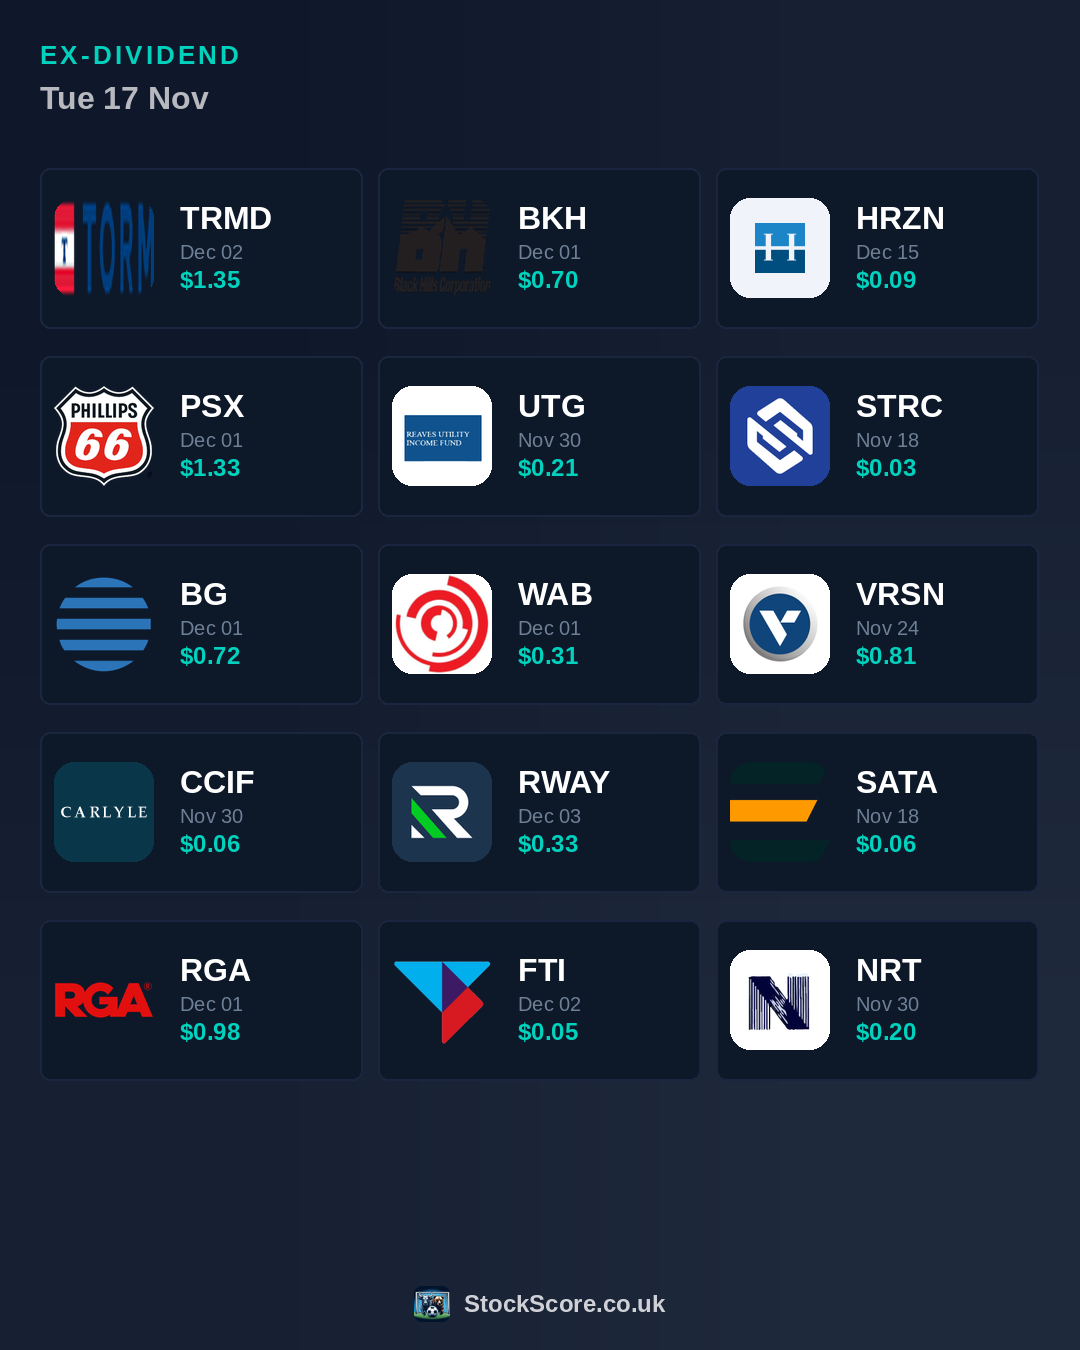 EX-DIVIDEND
Tue 17 Nov
T TORM
TRMD
Dec 02
$1.35
Black Hills Corporation
BKH
Dec 01
$0.70
H
HRZN
Dec 15
$0.09
PHILLIPS
66
PSX
Dec 01
$1.33
REAVES UTILITY
INCOME FUND
UTG
Nov 30
$0.21
STRC
Nov 18
$0.03
BG
Dec 01
$0.72
WAB
Dec 01
$0.31
VRSN
Nov 24
$0.81
CARLYLE
CCIF
Nov 30
$0.06
R
RWAY
Dec 03
$0.33
SATA
Nov 18
$0.06
RGA®
RGA
Dec 01
$0.98
FTI
Dec 02
$0.05
N
NRT
Nov 30
$0.20
StockScore.co.uk